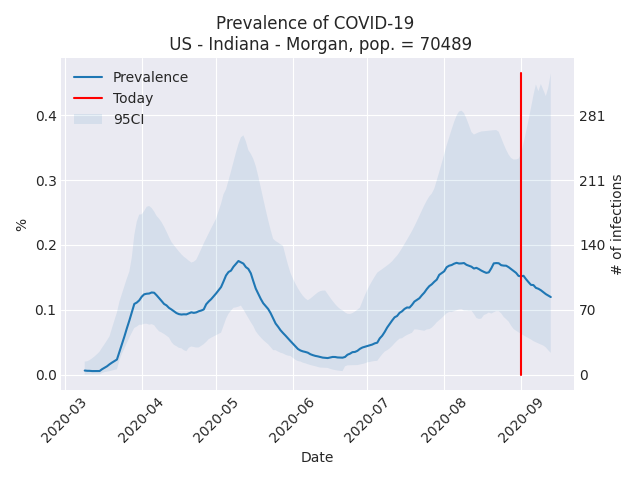 Prevalence of COVID-19
US - Indiana - Morgan, pop. = 70489
Prevalence
Today
95CI
0.4
0.3
0.2
0.1
0.0
%
281
211
140
70
0
# of infections
2020-03
2020-04
2020-05
2020-06
2020-07
2020-08
2020-09
Date